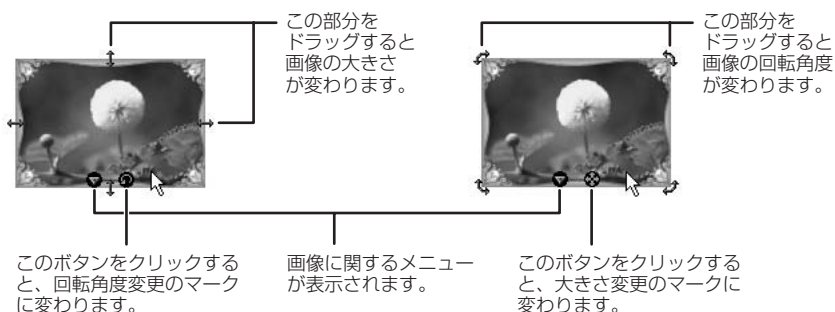 この部分を
ドラッグすると
画像の大きさ
が変わります。
この部分を
ドラッグすると
画像の回転角度
が変わります。
このボタンをクリックする
と、回転角度変更のマーク
に変わります。
画像に関するメニュー
が表示されます。
このボタンをクリックする
と、大きさ変更のマークに
変わります。